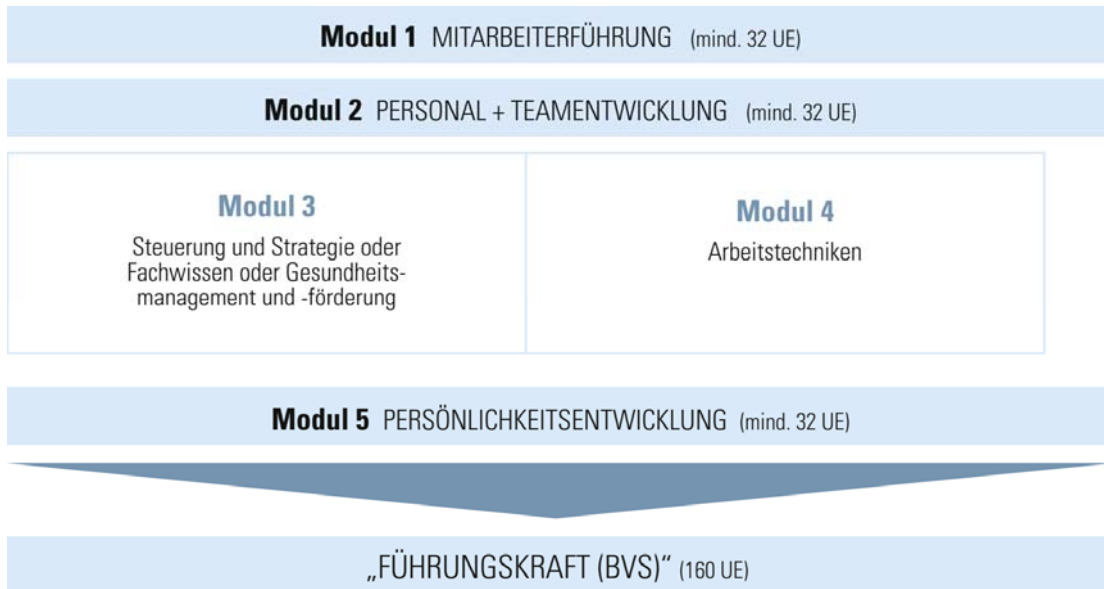 Modul 1 MITARBEITERFÜHRUNG (mind. 32 UE)
Modul 2 PERSONAL + TEAMENTWICKLUNG (mind. 32 UE)
Modul 3
Steuerung und Strategie oder
Fachwissen oder Gesundheits-
management und -förderung
Modul 4
Arbeitstechniken
Modul 5 PERSÖNLICHKEITSENTWICKLUNG (mind. 32 UE)
„FÜHRUNGSKRAFT (BVS)“ (160 UE)